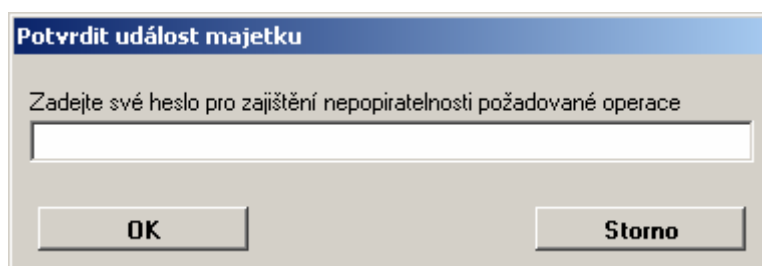 Potvrdit událost majetku
Zadejte své heslo pro zajištění nepopiratelnosti požadované operace
OK
Storno